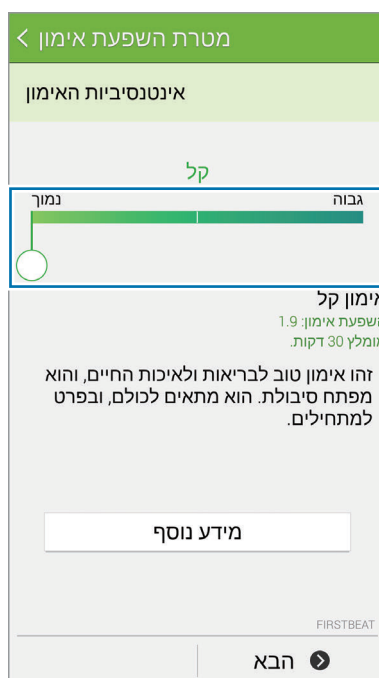 מטרת השפעת אימון
אינטנסיביות האימון
קל
גבוה
נמוך
אימון קל
השפעת אימון: 1.9
מומלץ 30 דקות.
זהו אימון טוב לבריאות ולאיכות החיים, והוא
מפתח סיבולת. הוא מתאים לכולם, ובפרט
למתחילים.
מידע נוסף
FIRSTBEAT
הבא